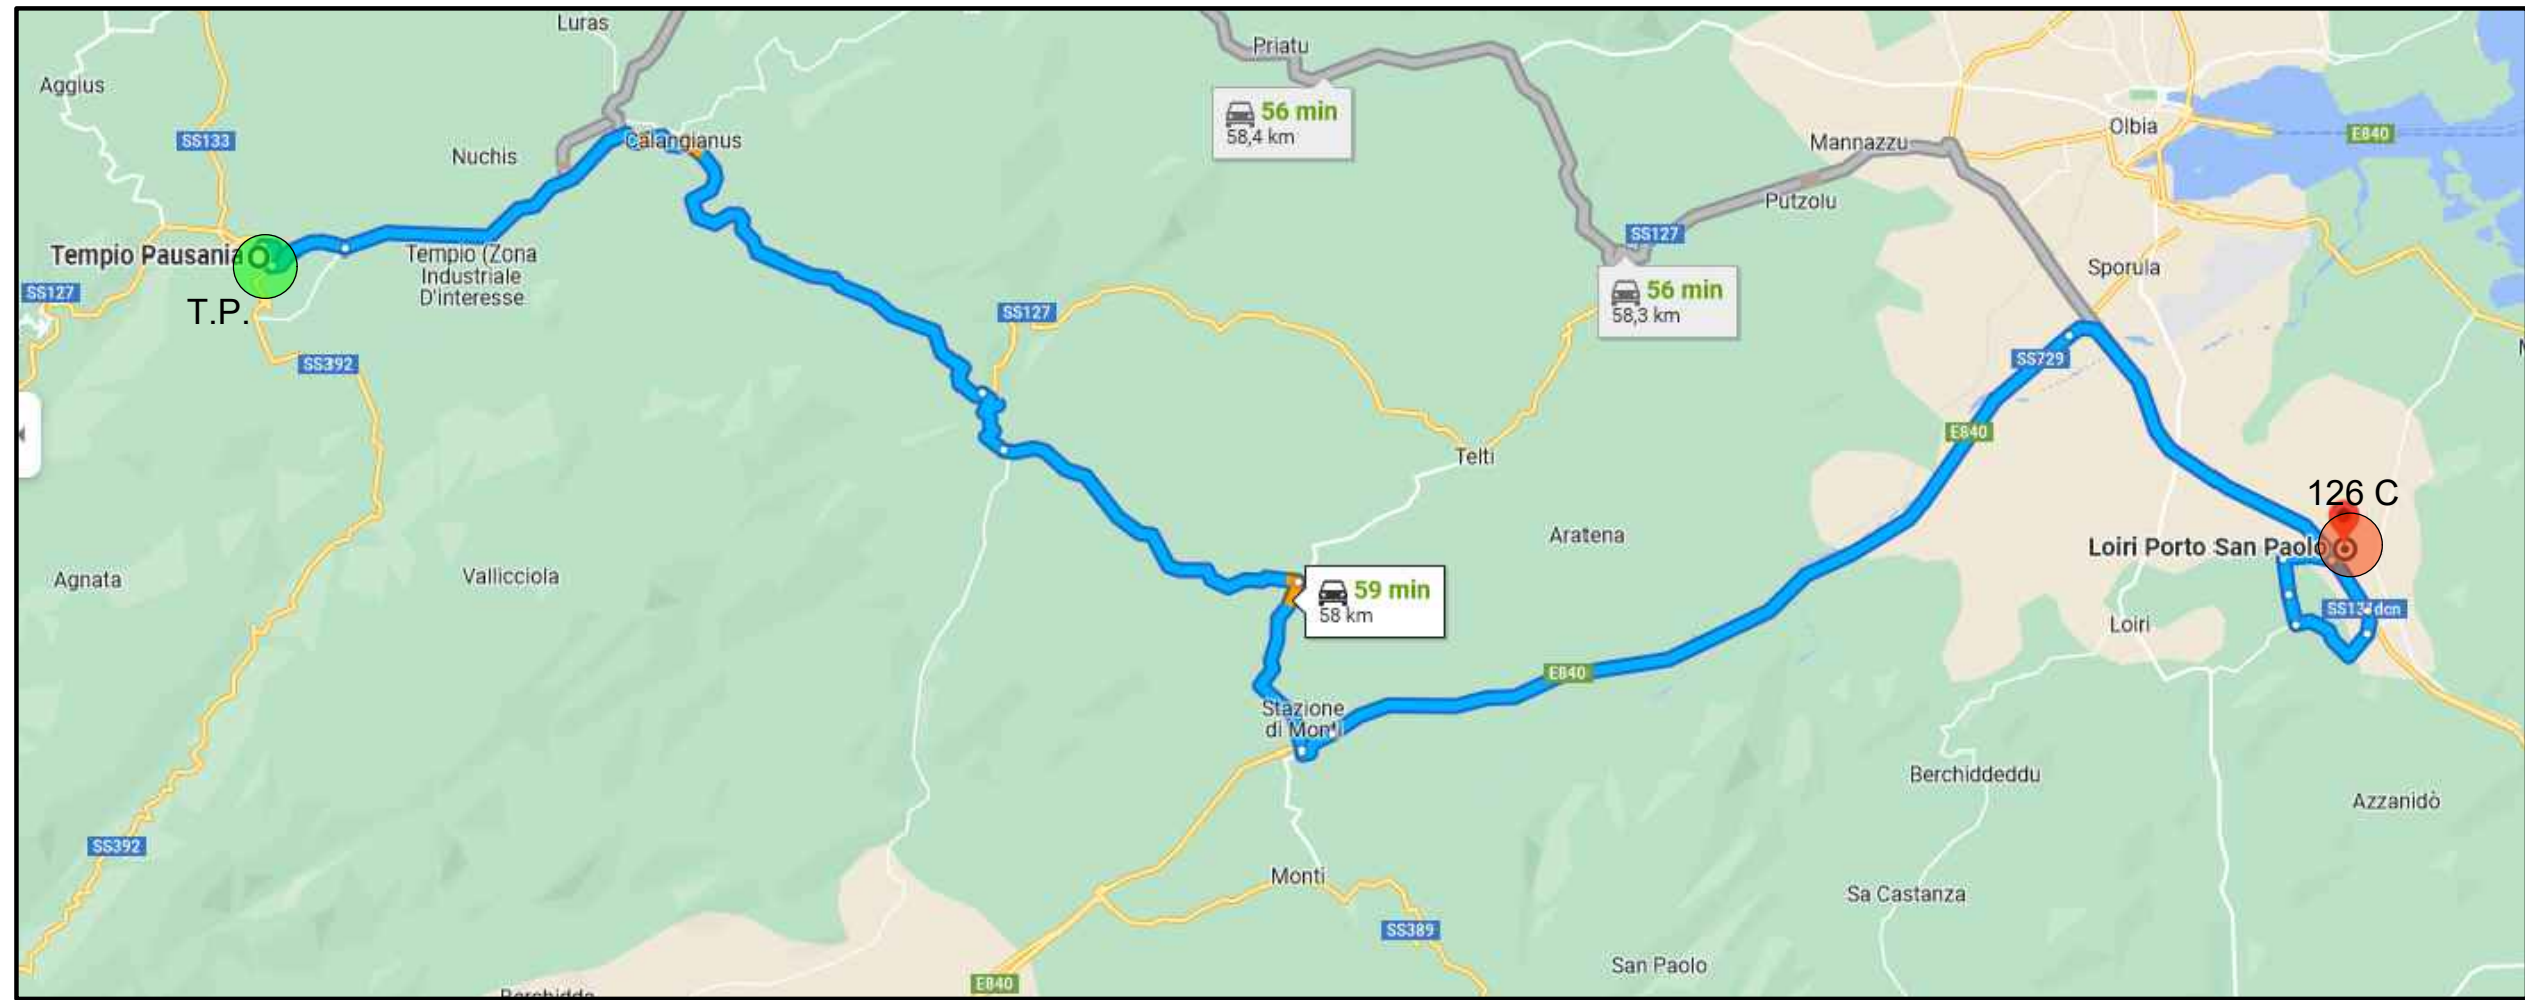 Luras
Priatu
Aggius
56 min
58,4 km
SS133
Nuchis
Calangianus
Mannazzu
Olbia
E840
Putzolu
SS127
Tempio Pausania
Tempio (Zona
Industriale
D'interesse
Sporula
SS127
T.P.
SS127
56 min
58,3 km
SS392
SS729
E840
Telti
126 C
Loiri Porto San Paolo
Aratena
Agnata
Vallicciola
59 min
58 km
Loiri
E840
Stazione
di Monti
Berchiddeddu
Azzanidò
SS392
Monti
Sa Castanza
SS389
San Paolo
E840